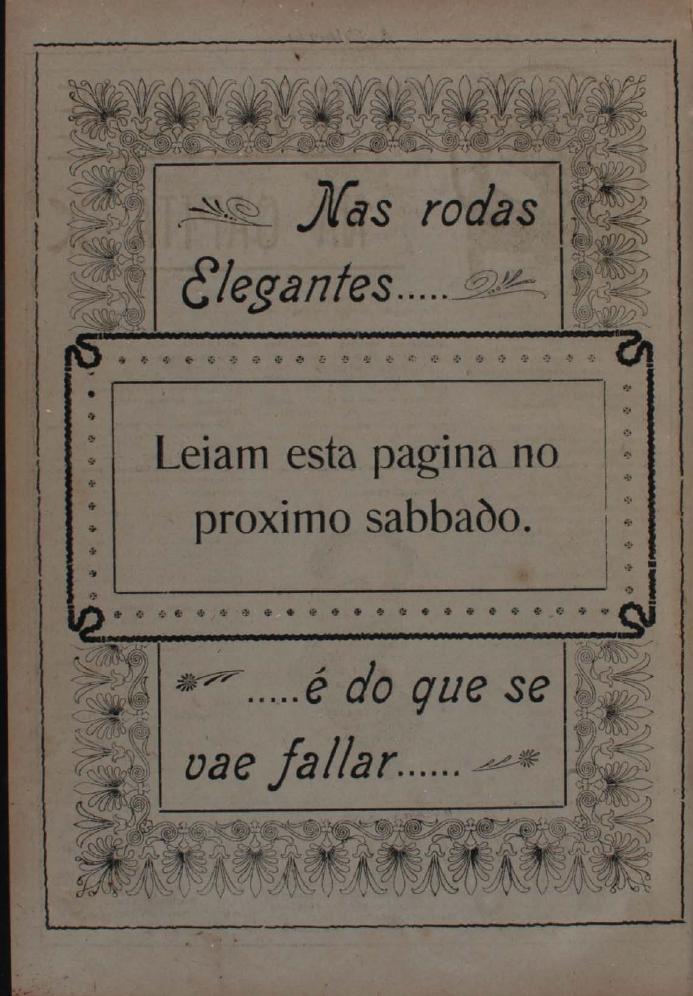 Nas rodas
Elegantes.....
Leiam esta pagina no
proximo sabbado.
.....é do que se
vae fallar......